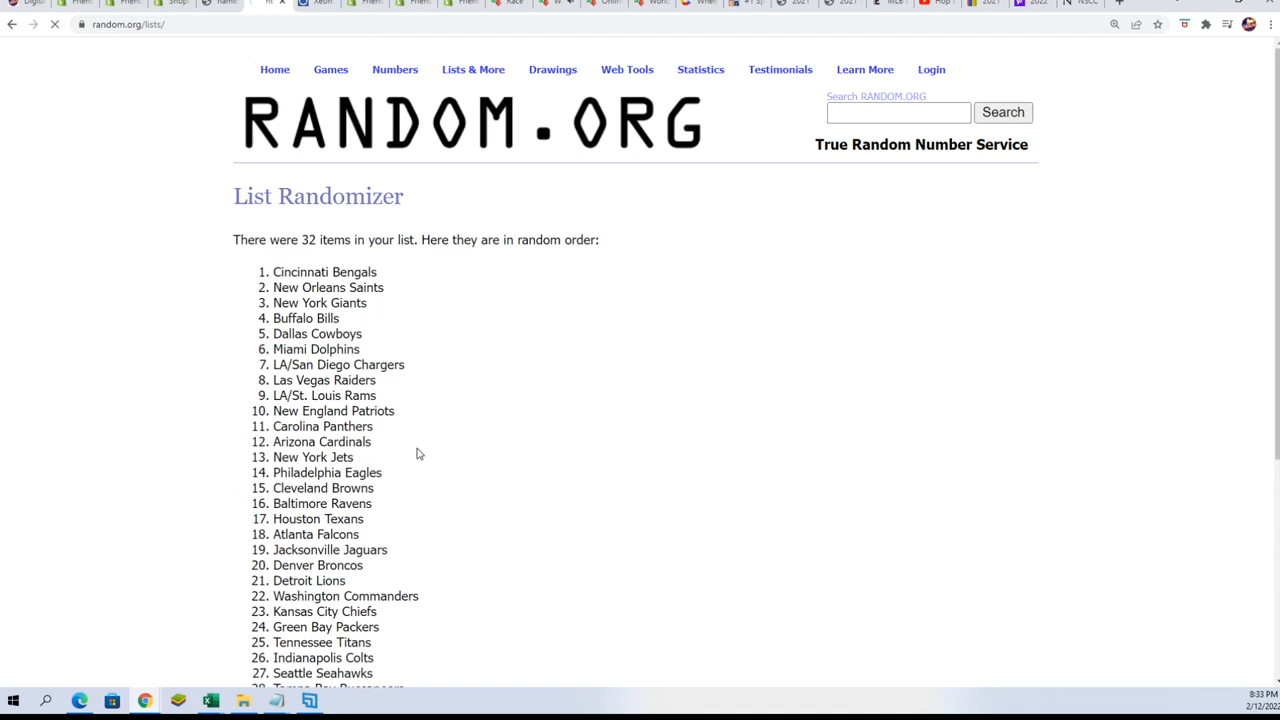 random.org/lists/
Home Games Numbers Lists & More Drawings Web Tools Statistics Testimonials Learn More Login
Search RANDOM.ORG
RANDOM.ORG
Search
True Random Number Service
List Randomizer
There were 32 items in your list. Here they are in random order:
1. Cincinnati Bengals
2. New Orleans Saints
3. New York Giants
4. Buffalo Bills
5. Dallas Cowboys
6. Miami Dolphins
7. LA/San Diego Chargers
8. Las Vegas Raiders
9. LA/St. Louis Rams
10. New England Patriots
11. Carolina Panthers
12. Arizona Cardinals
13. New York Jets
14. Philadelphia Eagles
15. Cleveland Browns
16. Baltimore Ravens
17. Houston Texans
18. Atlanta Falcons
19. Jacksonville Jaguars
20. Denver Broncos
21. Detroit Lions
22. Washington Commanders
23. Kansas City Chiefs
24. Green Bay Packers
25. Tennessee Titans
26. Indianapolis Colts
27. Seattle Seahawks
28. Tampa Bay Buccaneers
8:33 PM
2/12/2022